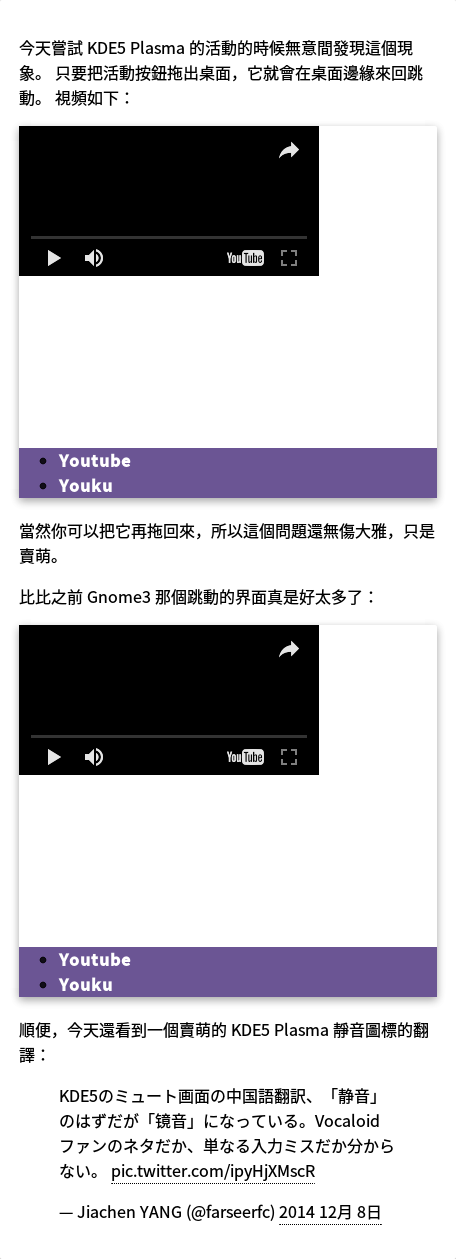 今天嘗試 KDE5 Plasma 的活動的時候無意間發現這個現
象。 只要把活動按鈕拖出桌面，它就會在桌面邊緣來回跳
動。 視頻如下：
YouTube
Youtube
Youku
當然你可以把它再拖回來，所以這個問題還無傷大雅，只是
賣萌。
比比之前 Gnome3 那個跳動的界面真是好太多了：
YouTube
Youtube
Youku
順便，今天還看到一個賣萌的 KDE5 Plasma 靜音圖標的翻
譯：
KDE5のミュート画面の中国語翻訳、「静音」
のはずだが「镜音」になっている。Vocaloid
ファンのネタだか、単なる入力ミスだか分から
ない。 pic.twitter.com/ipyHjXMscR
— Jiachen YANG (@farseerfc) 2014 12月 8日